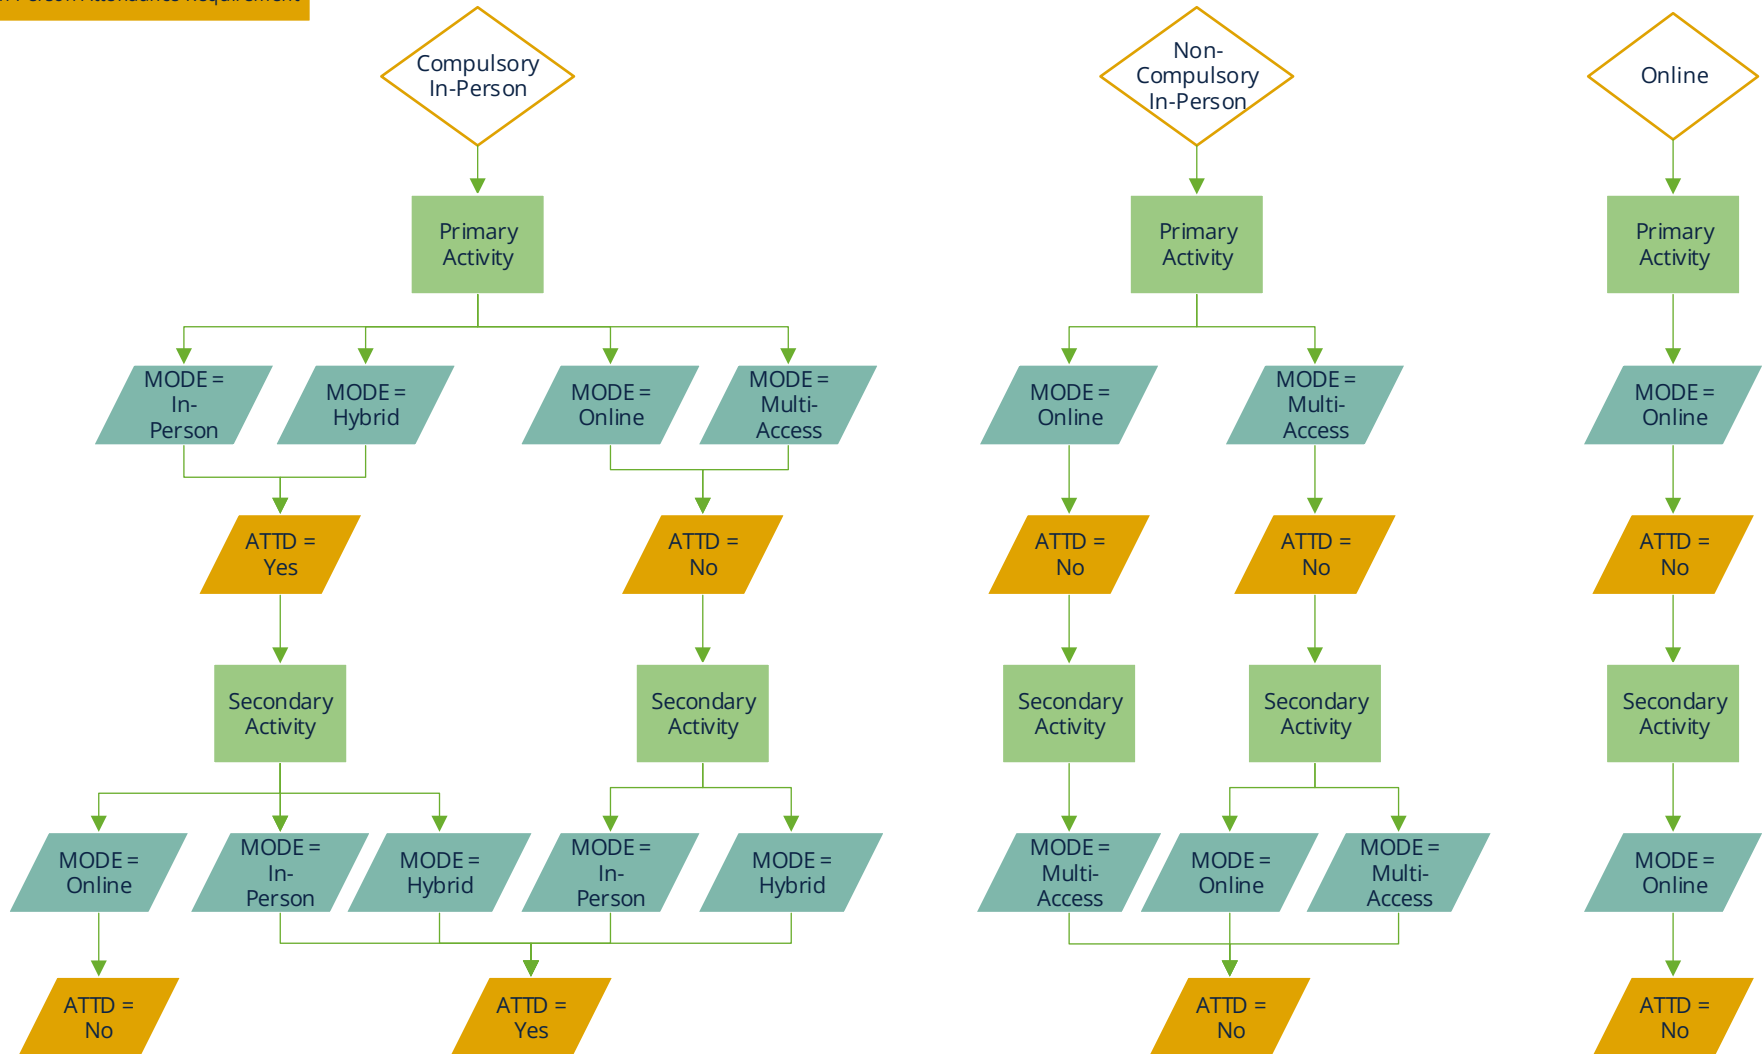 Attendance Requirement
Compulsory
In-Person
Non-
Compulsory
In-Person
Online
Primary
Activity
Primary
Activity
Primary
Activity
MODE =
In-
Person
MODE =
Hybrid
MODE =
Online
MODE =
Multi-
Access
MODE =
Online
MODE =
Multi-
Access
MODE =
Online
ATTD =
Yes
ATTD =
No
ATTD =
No
ATTD =
No
ATTD =
No
Secondary
Activity
Secondary
Activity
Secondary
Activity
Secondary
Activity
Secondary
Activity
MODE =
Online
MODE =
In-
Person
MODE =
Hybrid
MODE =
In-
Person
MODE =
Hybrid
MODE =
Multi-
Access
MODE =
Online
MODE =
Multi-
Access
MODE =
Online
ATTD =
No
ATTD =
Yes
ATTD =
No
ATTD =
No